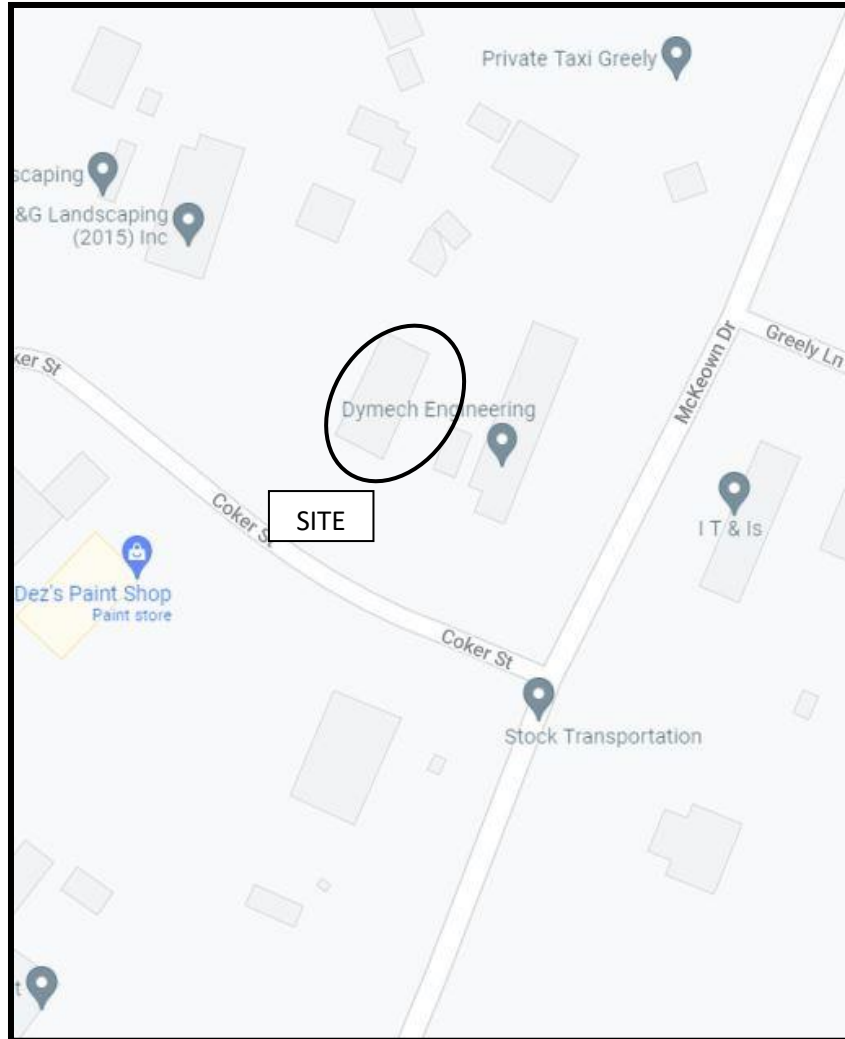 Private Taxi Greely
scaping
&G Landscaping
(2015) Inc
McKeown Dr
Greely Ln
ker St
Dymech Engineering
Coker St
SITE
I T & Is
Dez's Paint Shop
Paint store
Coker St
Stock Transportation
t